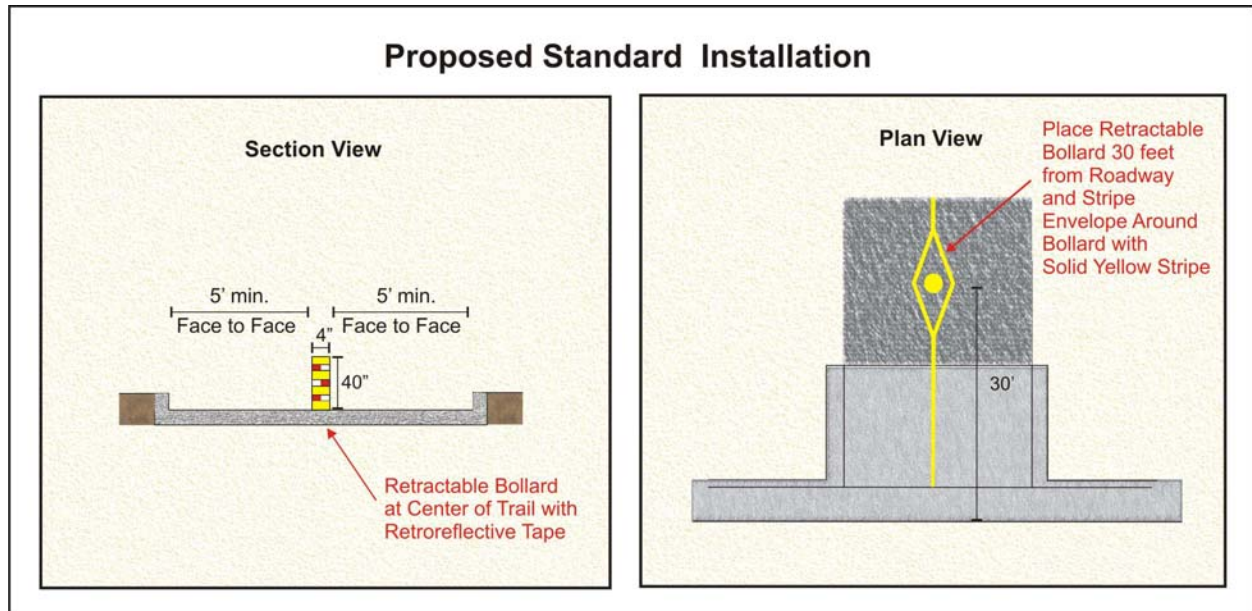 Proposed Standard Installation
Section View
5’ min.
Face to Face
5’ min.
Face to Face
4”
40”
Retractable Bollard
at Center of Trail with
Retroreflective Tape
Plan View
Place Retractable
Bollard 30 feet
from Roadway
and Stripe
Envelope Around
Bollard with
Solid Yellow Stripe
30’